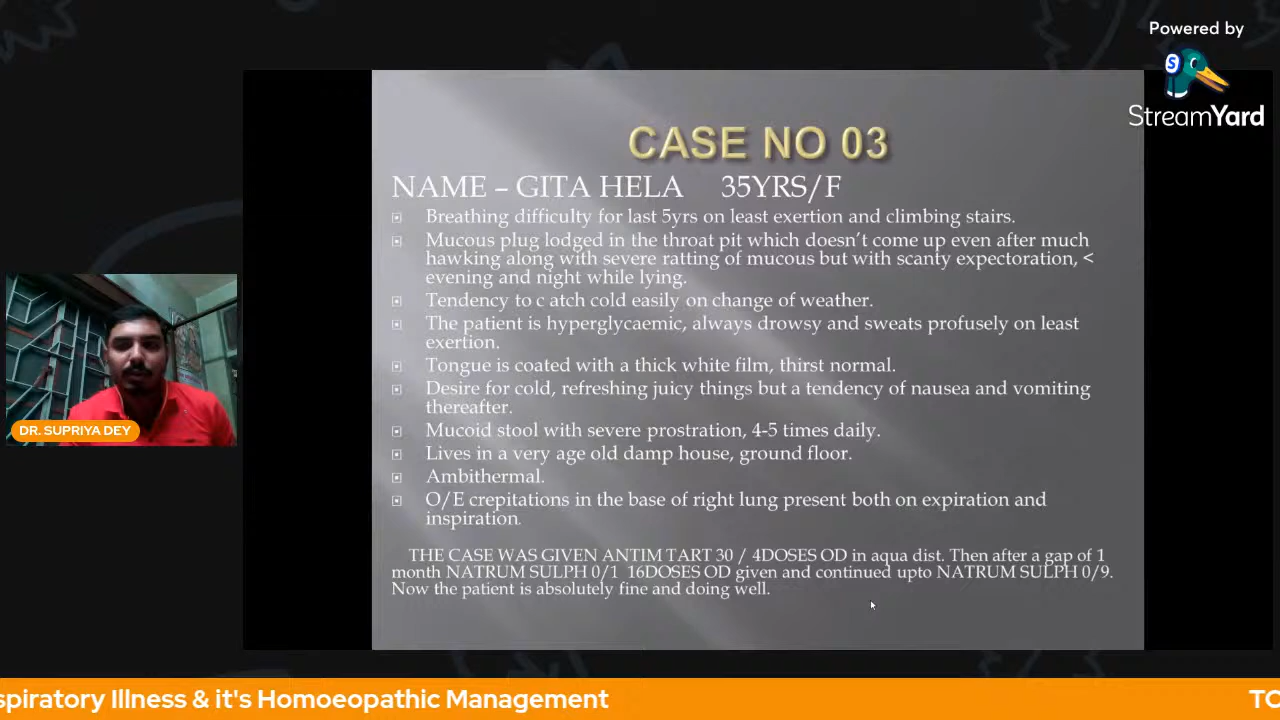 Powered by
StreamYard
CASE NO 03
NAME – GITA HELA 35YRS/F
Breathing difficulty for last 5yrs on least exertion and climbing stairs.
Mucous plug lodged in the throat pit which doesn't come up even after much
hawking along with severe ratting of mucous but with scanty expectoration, <
evening and night while lying.
Tendency to c atch cold easily on change of weather.
The patient is hyperglycaemic, always drowsy and sweats profusely on least
exertion.
Tongue is coated with a thick white film, thirst normal.
Desire for cold, refreshing juicy things but a tendency of nausea and vomiting
thereafter.
Mucoid stool with severe prostration, 4-5 times daily.
Lives in a very age old damp house, ground floor.
Ambithermal.
O/E crepitations in the base of right lung present both on expiration and
inspiration.
THE CASE WAS GIVEN ANTIM TART 30 / 4DOSES OD in aqua dist. Then after a gap of 1
month NATRUM SULPH 0/1 16DOSES OD given and continued upto NATRUM SULPH 0/9.
Now the patient is absolutely fine and doing well.
DR. SUPRIYA DEY
spiratory Illness & it's Homoeopathic Management TO